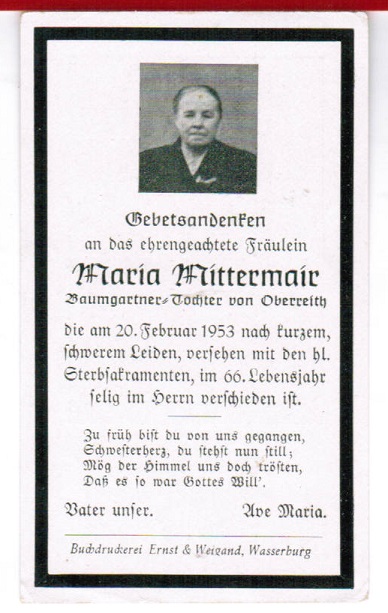 Gebetsandenken
an das ehrengeachtete Fräulein
Maria Mittermair
Baumgartner-Tochter von Oberreith
die am 20. Februar 1953 nach kurzem,
schwerem Leiden, versehen mit den hl.
Sterbsakramenten, im 66. Lebensjahr
selig im Herrn verschieden ist.
Zu früh bist du von uns gegangen,
Schwesterherz, du stehst nun still;
Mög der Himmel uns doch trösten,
Daß es so war Gottes Will'.
Vater unser. Ave Maria.
Buchdruckerei Ernst & Weigand, Wasserburg